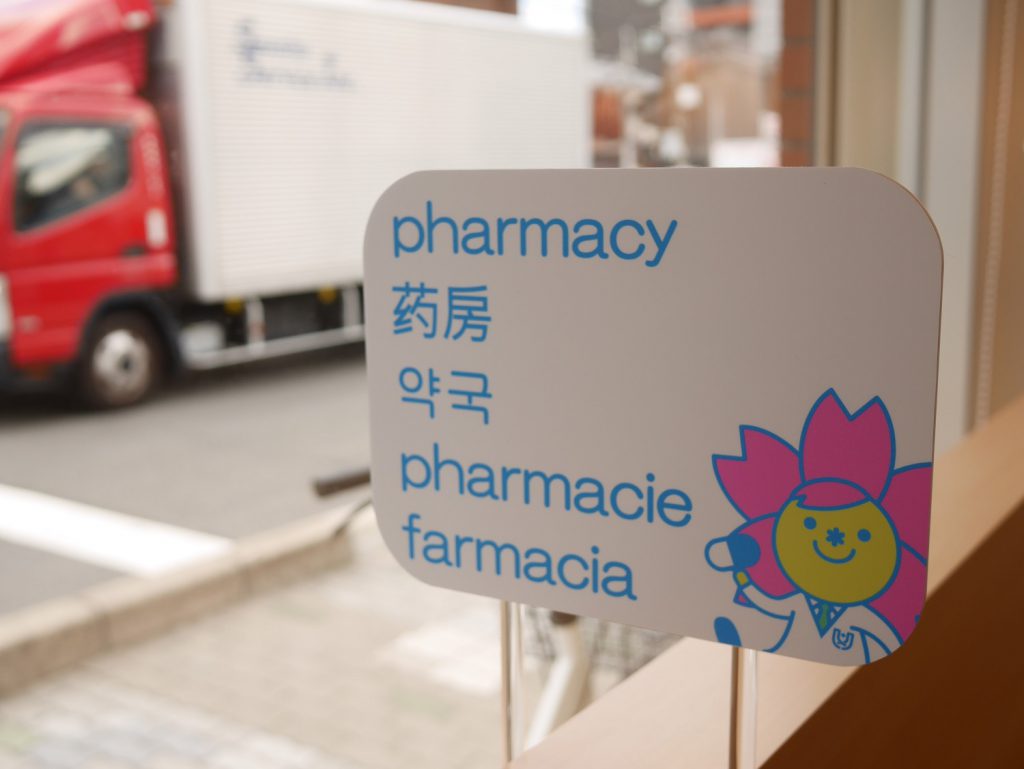 pharmacy
药房
약국
pharmacie
farmacia